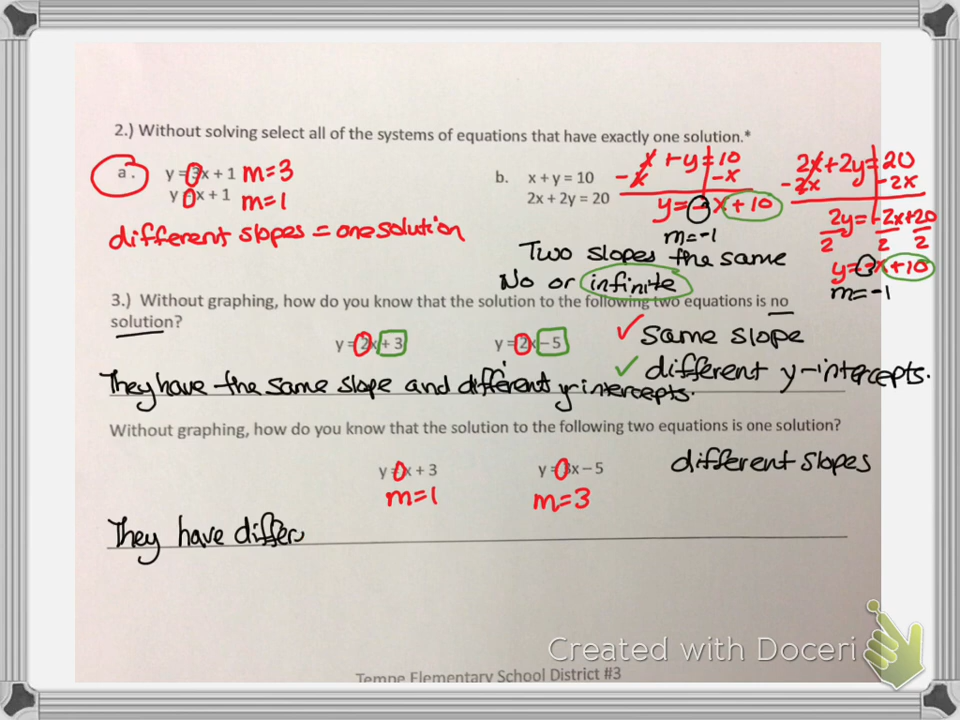 2.) Without solving select all of the systems of equations that have exactly one solution.*
a. y = 3x + 1 m=3
y = x + 1 m=1
different slopes = one solution
b. x + y = 10
2x + 2y = 20
x + y = 10
-x -x
y = -x + 10
m=-1
2x + 2y = 20
-2x -2x
2y = -2x + 20
2 2 2
y = -x + 10
m=-1
Two slopes the same
No or infinite
3.) Without graphing, how do you know that the solution to the following two equations is no
solution?
y = 2x + 3 y = 2x - 5
✓ same slope
✓ different y-intercepts.
They have the same slope and different y-intercepts.
Without graphing, how do you know that the solution to the following two equations is one solution?
y = x + 3 y = 3x - 5
m=1 m=3
different slopes
They have differ
Created with Doceri
Tempe Elementary School District #3